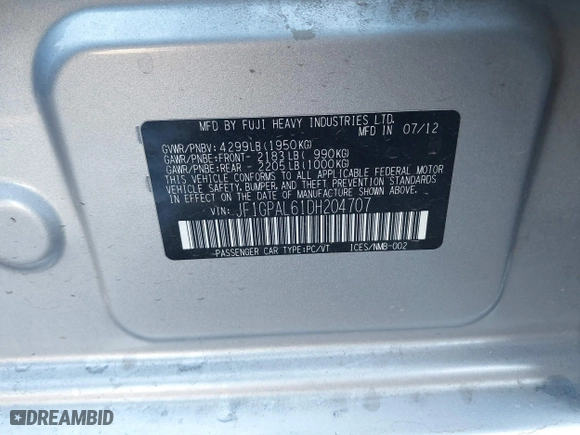 MFD BY FUJI HEAVY INDUSTRIES LTD.
MFD IN 07/12
GVWR/PNBV: 4299LB(1950KG)
GAWR/PNBE:FRONT- 2183LB( 990KG)
GAWR/PNBE:REAR - 2205LB(1000KG)
THIS VEHICLE CONFORMS TO ALL APPLICABLE FEDERAL MOTOR
VEHICLE SAFETY, BUMPER, AND THEFT PREVENTION STANDARDS
IN EFFECT ON THE DATE OF MANUFACTURE SHOWN ABOVE.
VIN: JF1GPAL61DH204707
-PASSENGER CAR TYPE:PC/VT ICES/NMB-002
DREAMBID